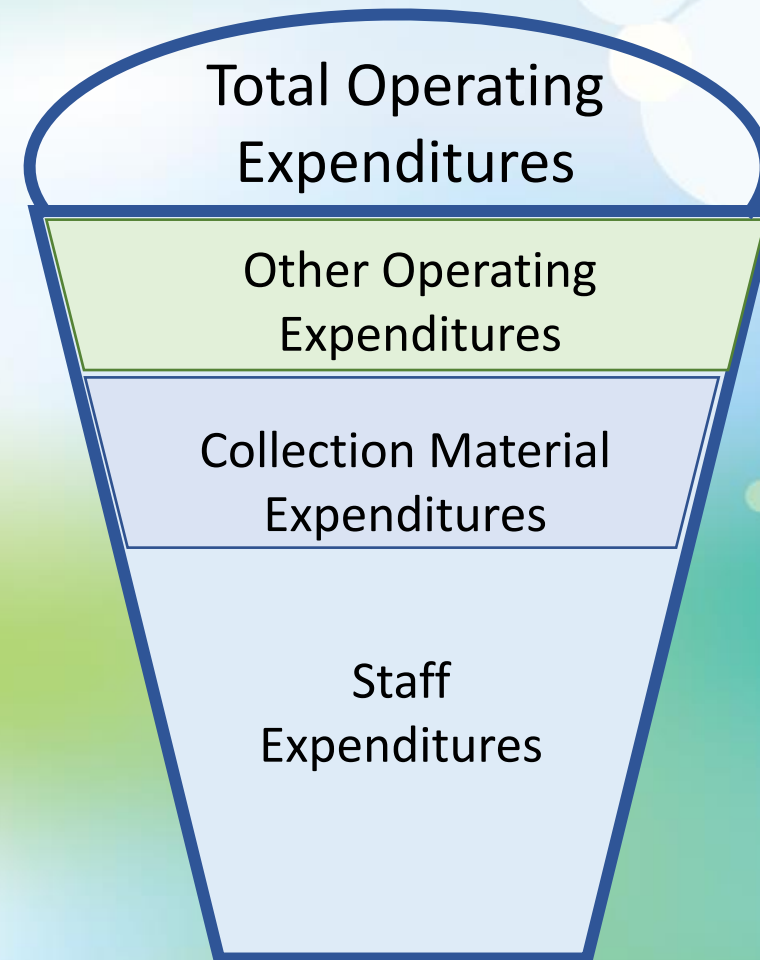 Total Operating
Expenditures
Other Operating
Expenditures
Collection Material
Expenditures
Staff
Expenditures